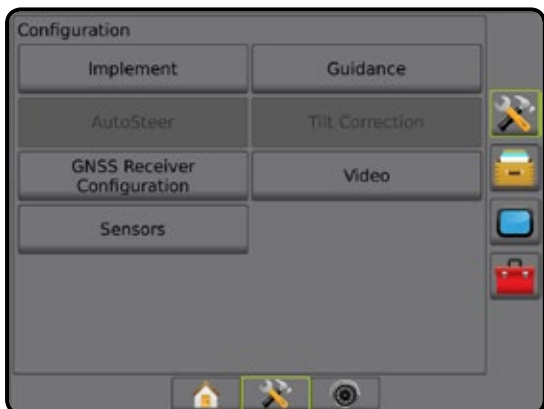 Configuration
Implement
Guidance
AutoSteer
Tilt Correction
GNSS Receiver
Configuration
Video
Sensors